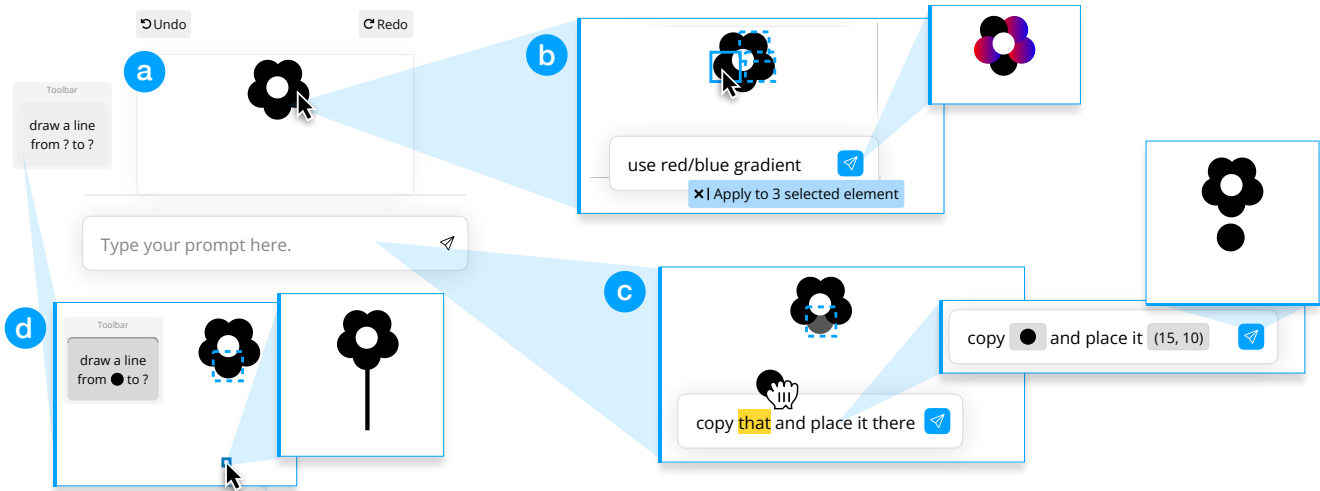 Undo
Redo
a
Toolbar
draw a line
from ? to ?
Type your prompt here.
b
use red/blue gradient
Apply to 3 selected element
c
copy that and place it there
copy and place it (15, 10)
d
Toolbar
draw a line
from to ?